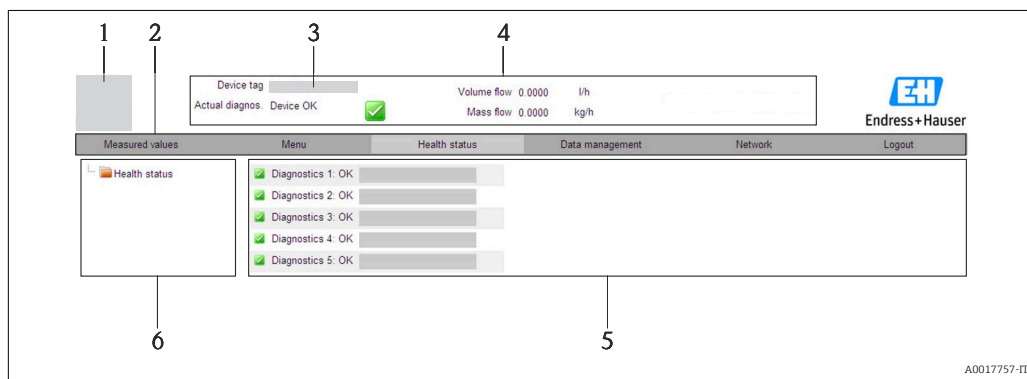 1 2 3 4
Device tag
Volume flow 0.0000 l/h
Actual diagnos. Device OK
Mass flow 0.0000 kg/h
EH
Endress+Hauser
Measured values Menu Health status Data management Network Logout
Health status
Diagnostics 1: OK
Diagnostics 2: OK
Diagnostics 3: OK
Diagnostics 4: OK
Diagnostics 5: OK
6 5
A0017757-IT